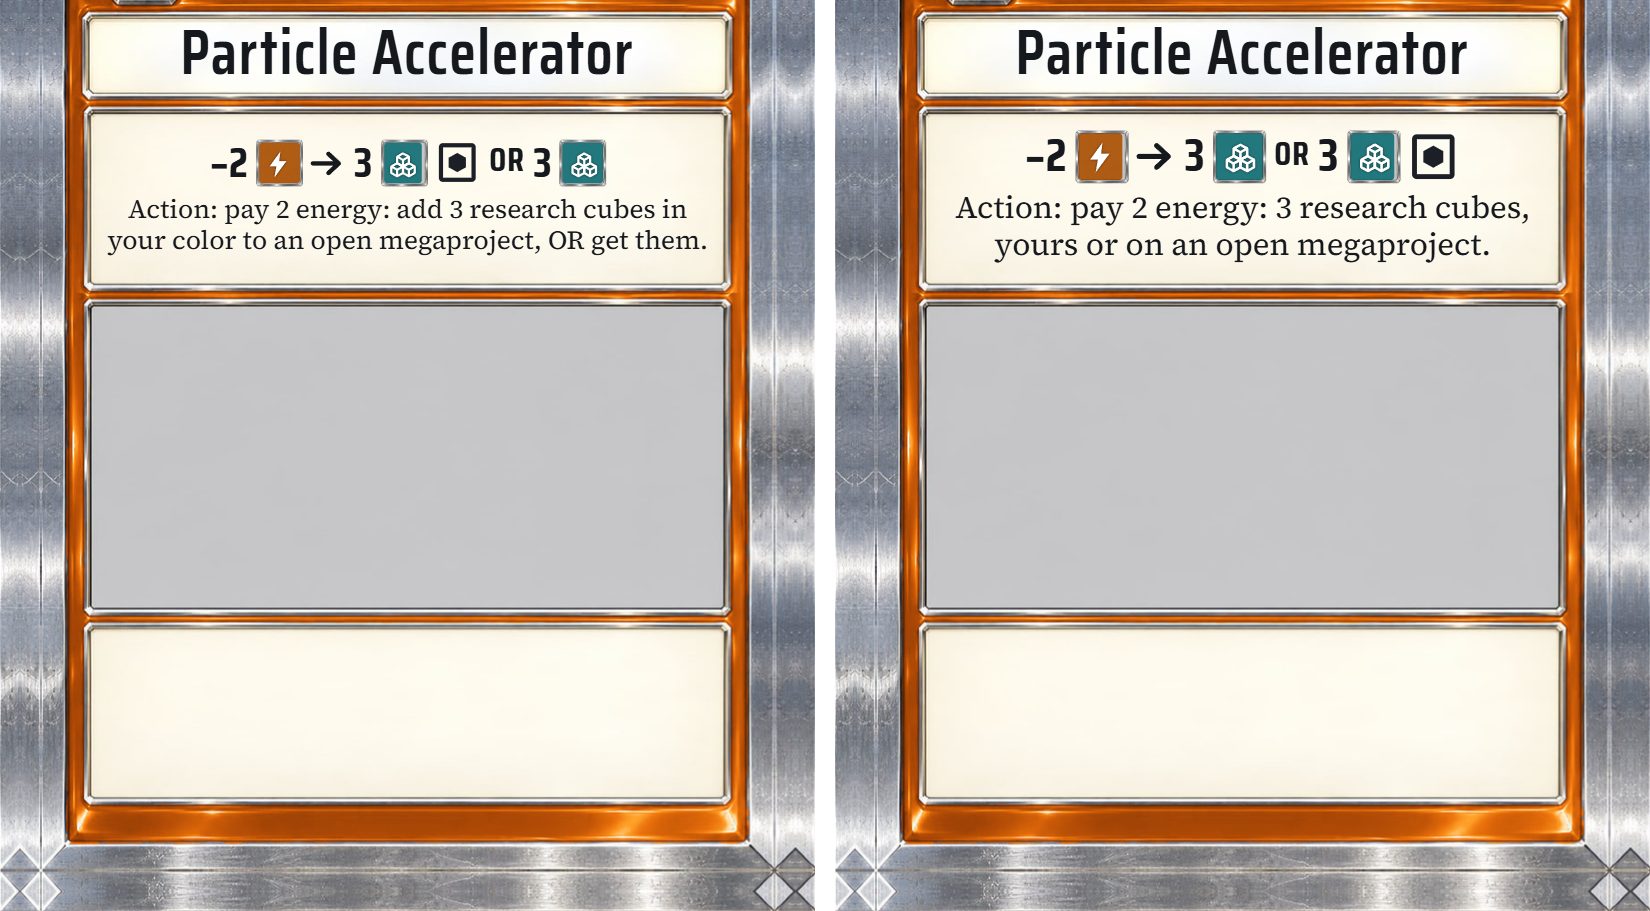 Particle Accelerator
–2 → 3 OR 3
Action: pay 2 energy: add 3 research cubes in
your color to an open megaproject, OR get them.
Particle Accelerator
–2 → 3 OR 3
Action: pay 2 energy: 3 research cubes,
yours or on an open megaproject.